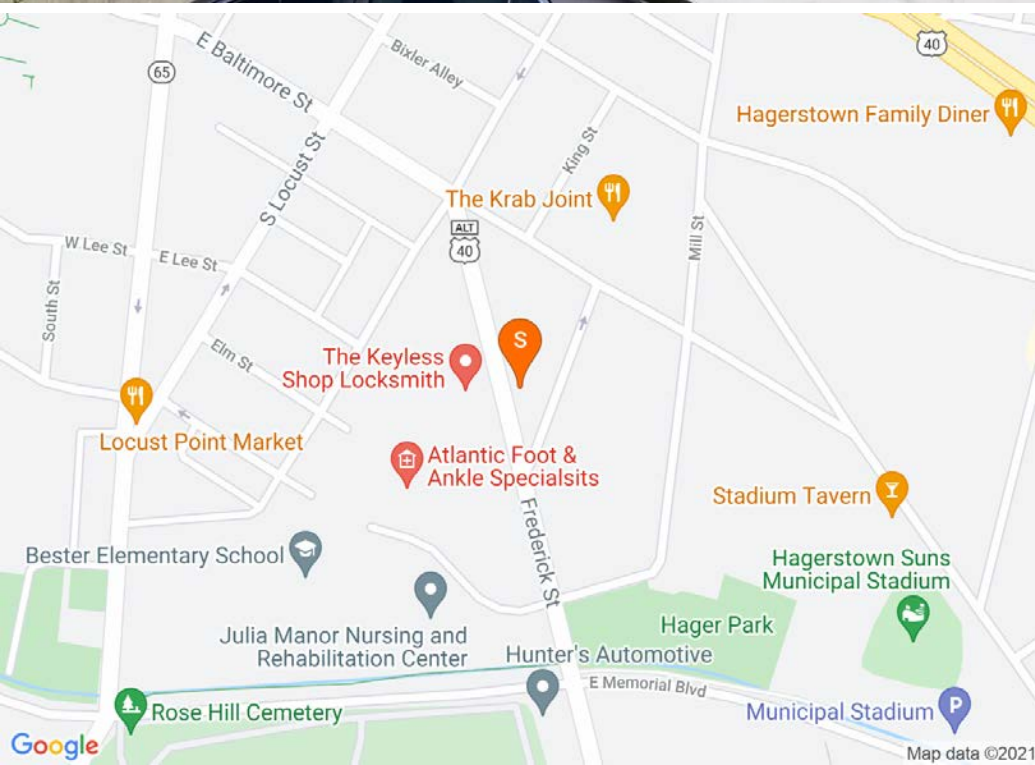 E Baltimore St
65
Bixler Alley
40
Hagerstown Family Diner
S Locust St
King St
The Krab Joint
ALT
40
Mill St
W Lee St
E Lee St
South St
Elm St
S
The Keyless
Shop Locksmith
Locust Point Market
Atlantic Foot &
Ankle Specialsits
Stadium Tavern
Frederick St
Bester Elementary School
Hagerstown Suns
Municipal Stadium
Julia Manor Nursing and
Rehabilitation Center
Hager Park
Hunter's Automotive
E Memorial Blvd
Rose Hill Cemetery
Municipal Stadium
P
Google
Map data ©2021